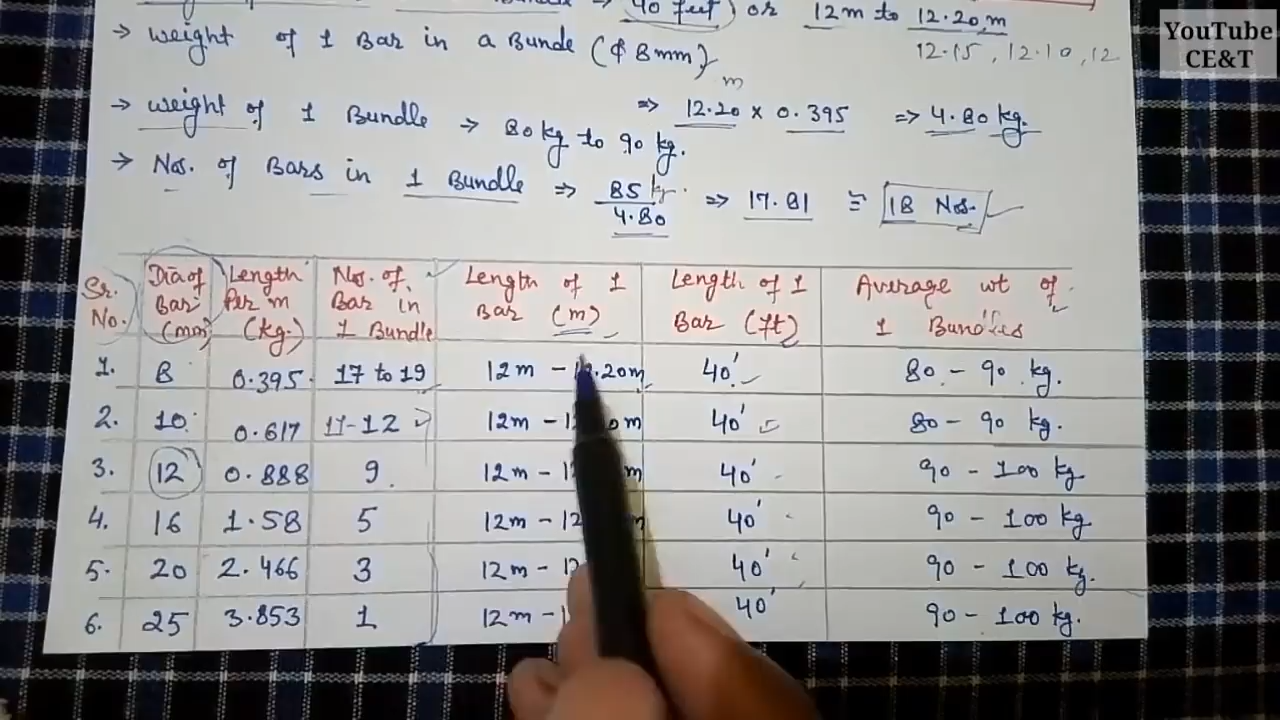 40 feet) or 12m to 12.20m
YouTube
CE&T
→ Weight of 1 Bar in a Bunde (ϕ 8mm)
12.15, 12.10, 12
m
⇒ 12.20 x 0.395 ⇒ 4.80 kg.
→ Weight of 1 Bundle → 80 kg to 90 kg.
→ Nos. of Bars in 1 Bundle ⇒ 85 kg. / 4.80 ⇒ 17.81 ≅ 18 Nos.
Sr. No. Dia of Bar (mm) Length Per m (kg.) Nos. of Bar in 1 Bundle Length of 1 Bar (m) Length of 1 Bar (ft) Average wt of 1 Bundles
1. 8 0.395 17 to 19 12m - 12.20m 40' 80 - 90 kg.
2. 10 0.617 11-12 12m - 40' 80 - 90 kg.
3. 12 0.888 9 12m - 40' 90 - 100 kg
4. 16 1.58 5 12m - 40' 90 - 100 kg
5. 20 2.466 3 12m - 40' 90 - 100 kg.
6. 25 3.853 1 12m - 40' 90 - 100 kg.